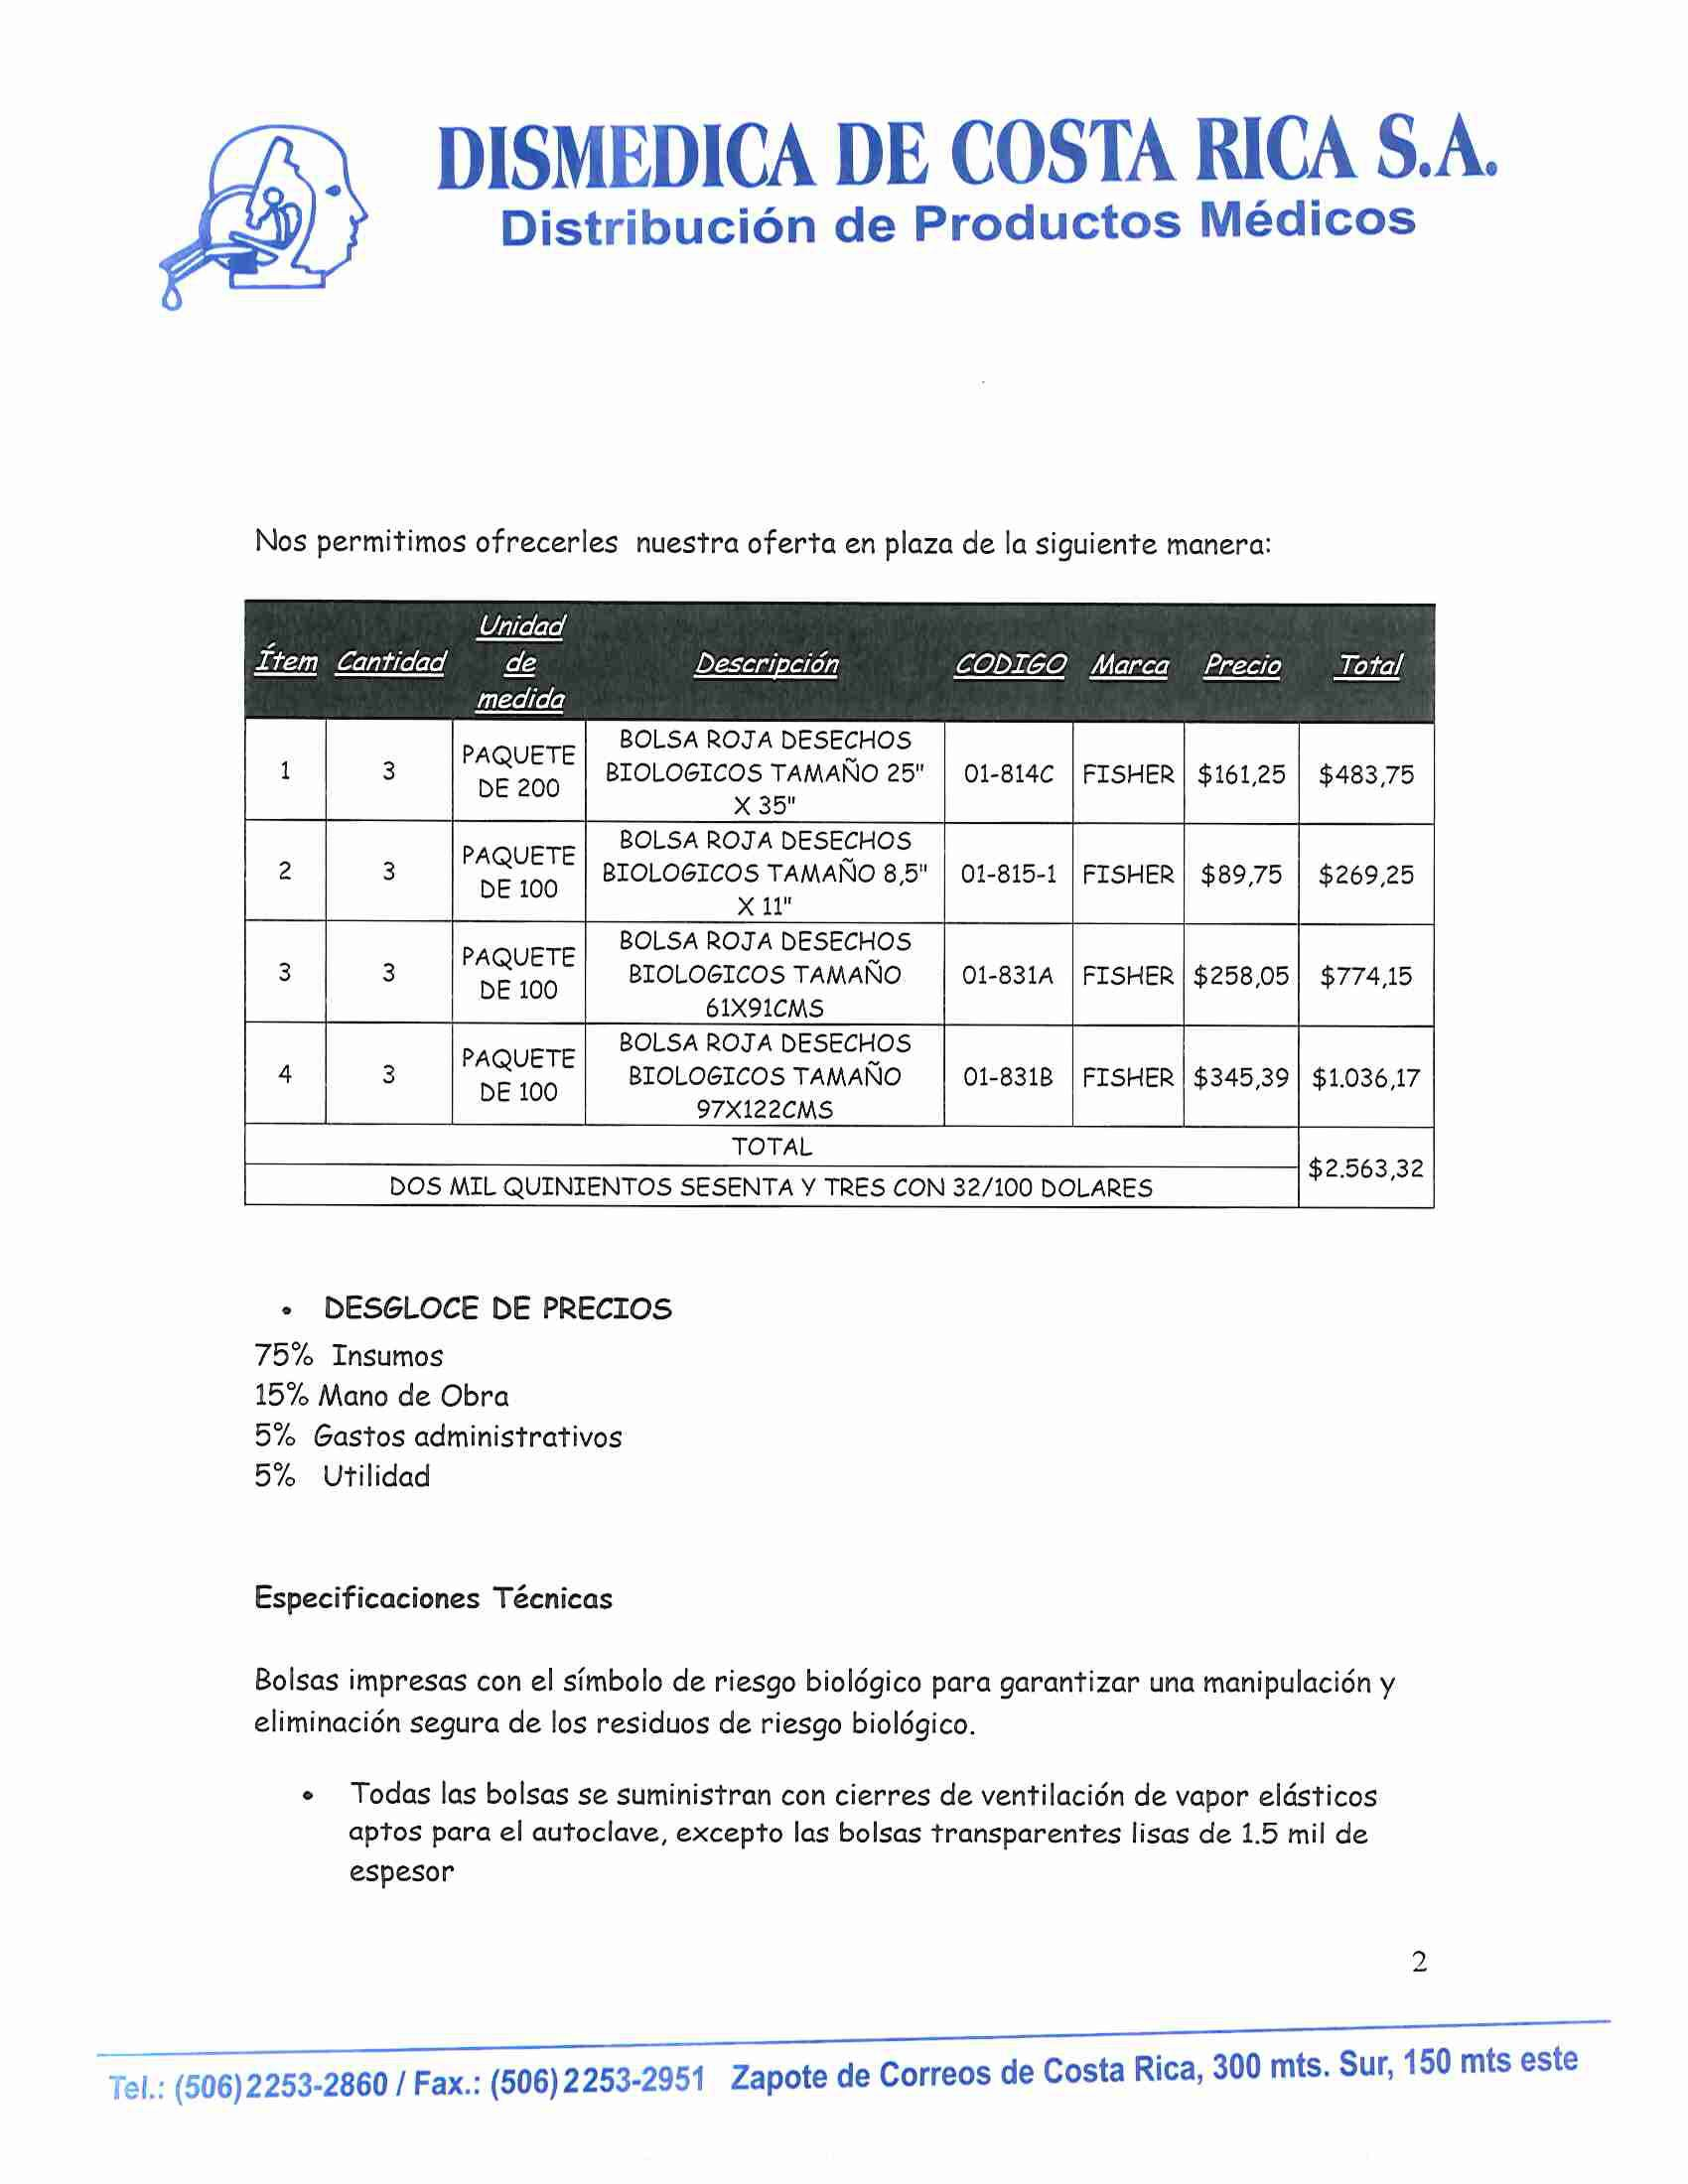 DISMEDICA DE COSTA RICA S.A.
Distribución de Productos Médicos
Nos permitimos ofrecerles nuestra oferta en plaza de la siguiente manera:
Ítem Cantidad Unidad de medida Descripción CODIGO Marca Precio Total
1 3 PAQUETE DE 200 BOLSA ROJA DESECHOS BIOLOGICOS TAMAÑO 25" X 35" 01-814C FISHER $161,25 $483,75
2 3 PAQUETE DE 100 BOLSA ROJA DESECHOS BIOLOGICOS TAMAÑO 8,5" X 11" 01-815-1 FISHER $89,75 $269,25
3 3 PAQUETE DE 100 BOLSA ROJA DESECHOS BIOLOGICOS TAMAÑO 61X91CMS 01-831A FISHER $258,05 $774,15
4 3 PAQUETE DE 100 BOLSA ROJA DESECHOS BIOLOGICOS TAMAÑO 97X122CMS 01-831B FISHER $345,39 $1.036,17
TOTAL
$2.563,32
DOS MIL QUINIENTOS SESENTA Y TRES CON 32/100 DOLARES
• DESGLOCE DE PRECIOS
75% Insumos
15% Mano de Obra
5% Gastos administrativos
5% Utilidad
Especificaciones Técnicas
Bolsas impresas con el símbolo de riesgo biológico para garantizar una manipulación y
eliminación segura de los residuos de riesgo biológico.
• Todas las bolsas se suministran con cierres de ventilación de vapor elásticos
aptos para el autoclave, excepto las bolsas transparentes lisas de 1.5 mil de
espesor
2
Tel.: (506)2253-2860 / Fax.: (506)2253-2951 Zapote de Correos de Costa Rica, 300 mts. Sur, 150 mts este